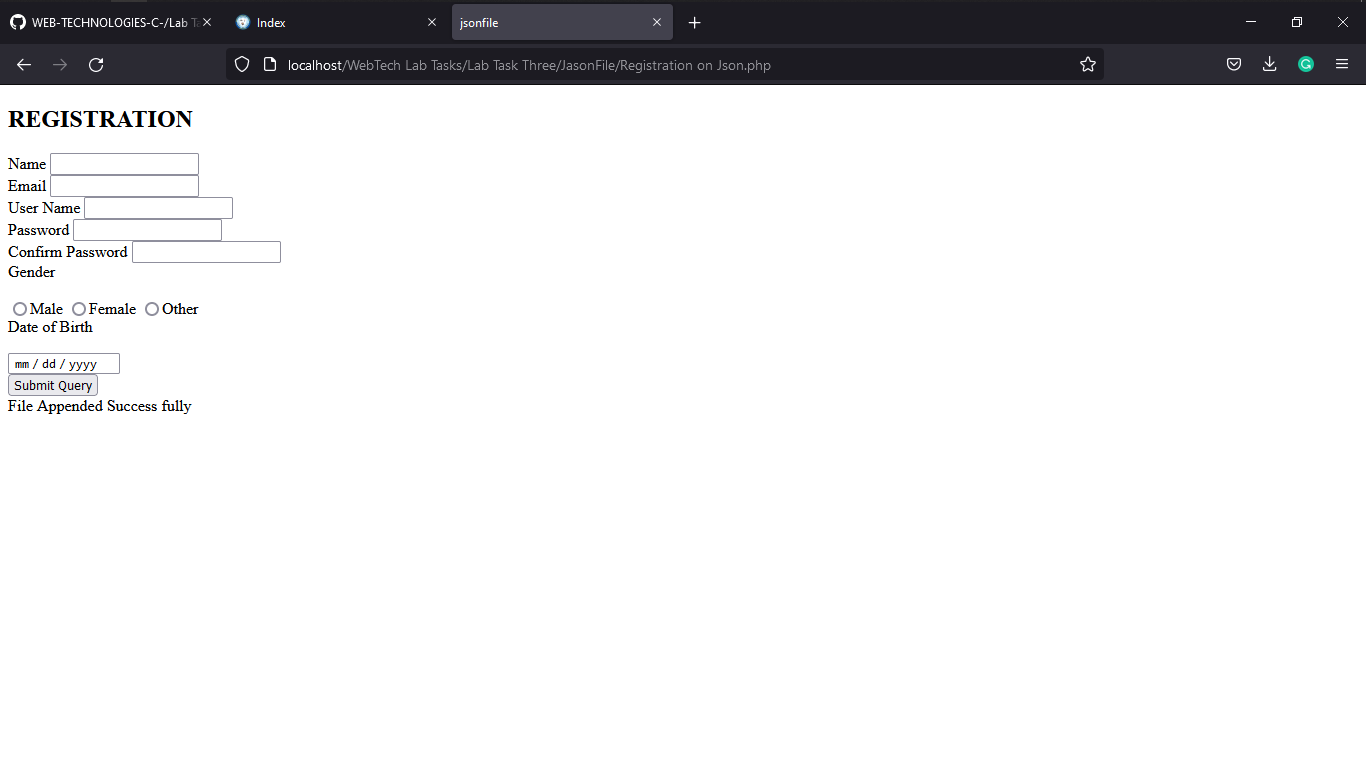 WEB-TECHNOLOGIES-C-/Lab
Index
jsonfile
localhost/WebTech Lab Tasks/Lab Task Three/JasonFile/Registration on Json.php
REGISTRATION
Name
Email
User Name
Password
Confirm Password
Gender
Male Female Other
Date of Birth
mm / dd / yyyy
Submit Query
File Appended Success fully